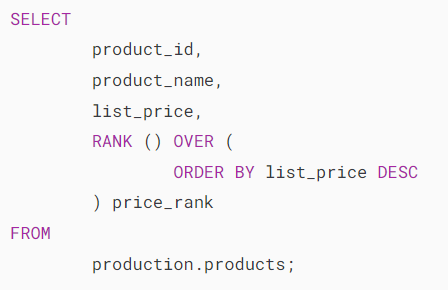 SELECT
product_id,
product_name,
list_price,
RANK () OVER (
ORDER BY list_price DESC
) price_rank
FROM
production.products;